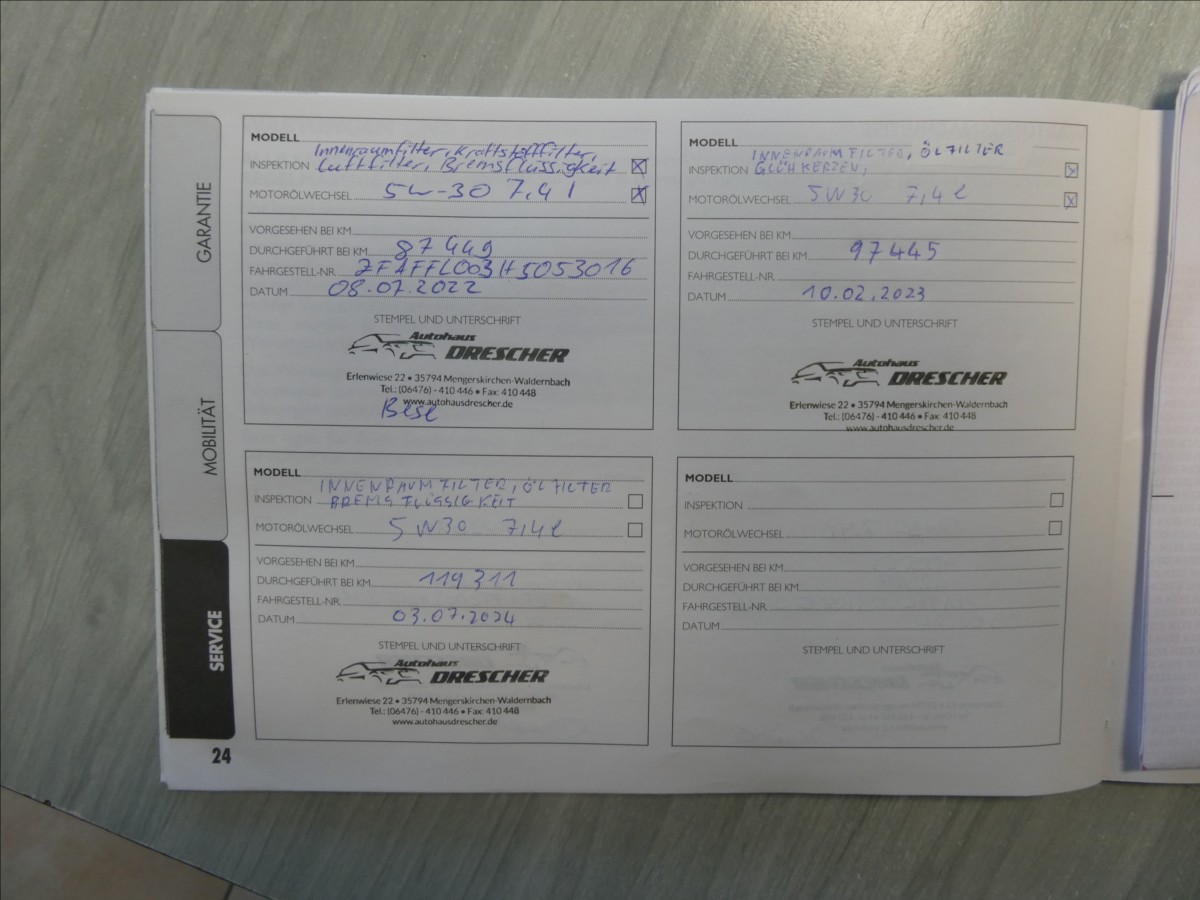 GARANTIE
MOBILITÄT
SERVICE
24
MODELL
Innenraumfilter, Kraftstofffilter,
INSPEKTION Luftfilter, Bremsflüssigkeit
MOTORÖLWECHSEL 5W-30 7,4 l
VORGESEHEN BEI KM
DURCHGEFÜHRT BEI KM 87449
FAHRGESTELL-NR. ZFAFFL003H5053016
DATUM 08.07.2022
STEMPEL UND UNTERSCHRIFT
Autohaus
DRESCHER
Erlenwiese 22 • 35794 Mengerskirchen-Waldernbach
Tel.: (06476) - 410 446 • Fax: 410 448
www.autohausdrescher.de
MODELL
INNENRAUMFILTER, ÖLFILTER
INSPEKTION GLÜHKERZEN,
MOTORÖLWECHSEL 5W30 7,4l
VORGESEHEN BEI KM
DURCHGEFÜHRT BEI KM 97445
FAHRGESTELL-NR.
DATUM 10.02.2023
STEMPEL UND UNTERSCHRIFT
Autohaus
DRESCHER
Erlenwiese 22 • 35794 Mengerskirchen-Waldernbach
Tel.: (06476) - 410 446 • Fax: 410 448
www.autohausdrescher.de
MODELL
INNENRAUMFILTER, ÖLFILTER
INSPEKTION BREMSFLÜSSIGKEIT
MOTORÖLWECHSEL 5W30 7,4l
VORGESEHEN BEI KM
DURCHGEFÜHRT BEI KM 119311
FAHRGESTELL-NR.
DATUM 03.07.2024
STEMPEL UND UNTERSCHRIFT
Autohaus
DRESCHER
Erlenwiese 22 • 35794 Mengerskirchen-Waldernbach
Tel.: (06476) - 410 446 • Fax: 410 448
www.autohausdrescher.de
MODELL
INSPEKTION
MOTORÖLWECHSEL
VORGESEHEN BEI KM
DURCHGEFÜHRT BEI KM
FAHRGESTELL-NR.
DATUM
STEMPEL UND UNTERSCHRIFT